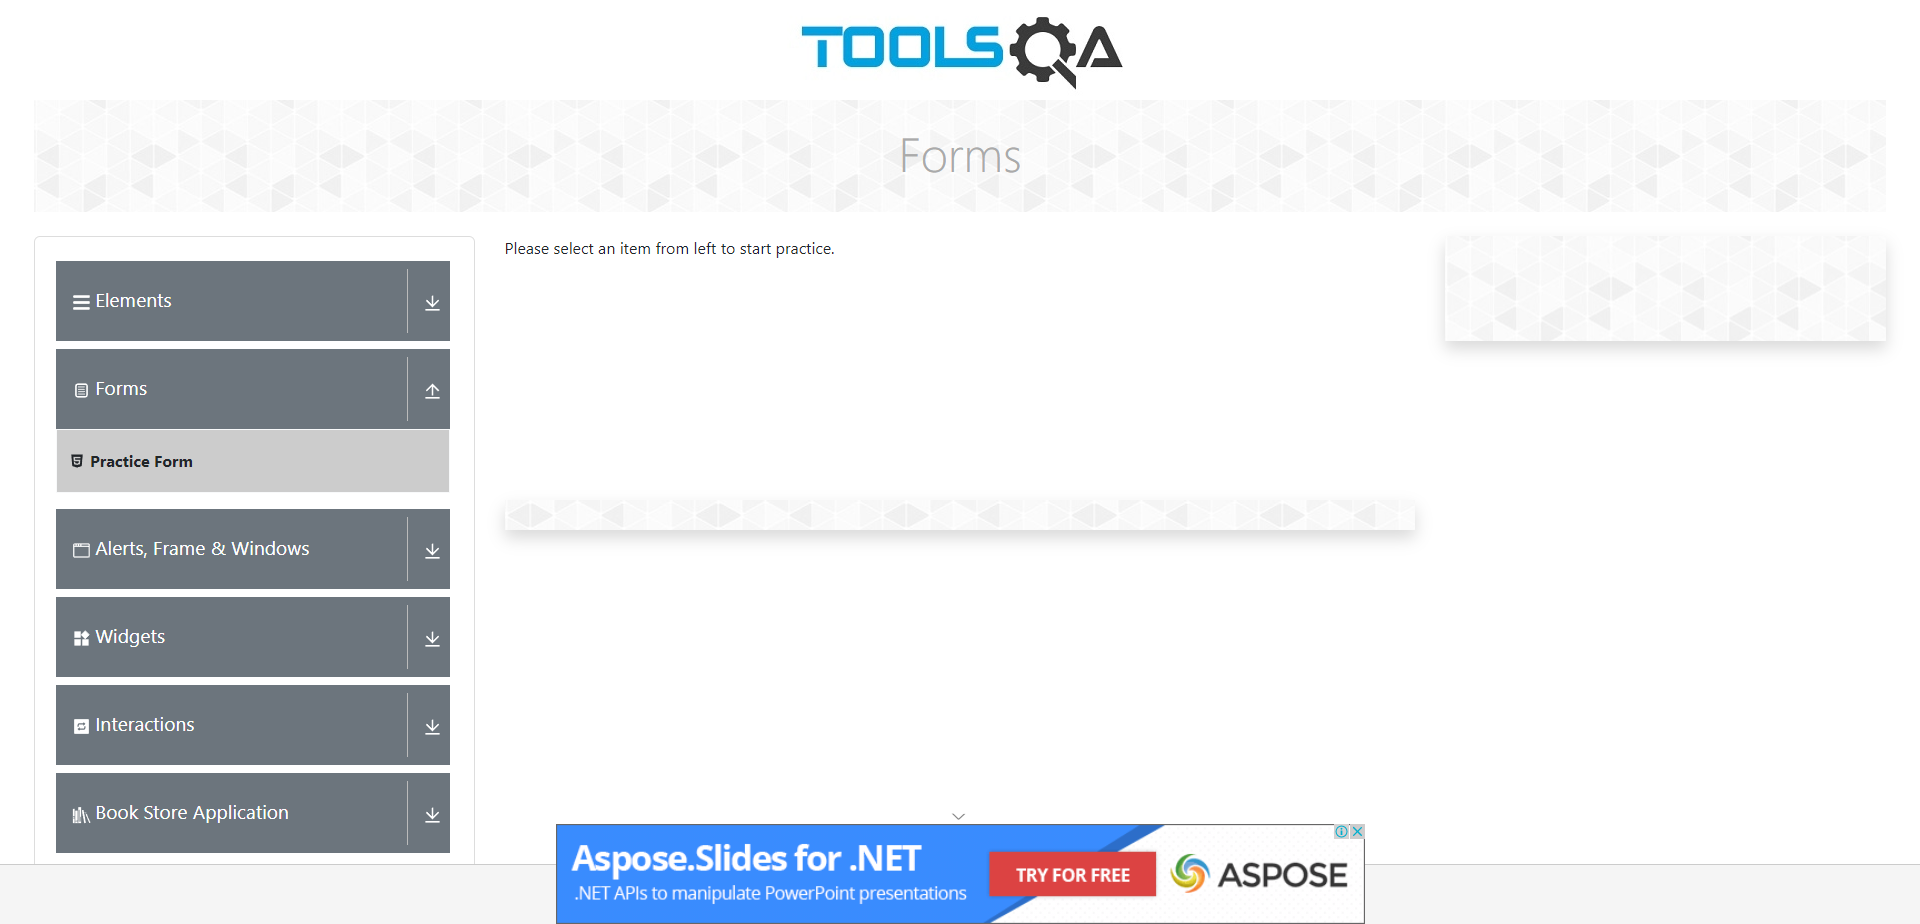 TOOLSQA
Forms
Elements
Forms
Practice Form
Alerts, Frame & Windows
Widgets
Interactions
Book Store Application
Please select an item from left to start practice.
Aspose.Slides for .NET
.NET APIs to manipulate PowerPoint presentations
TRY FOR FREE
ASPOSE